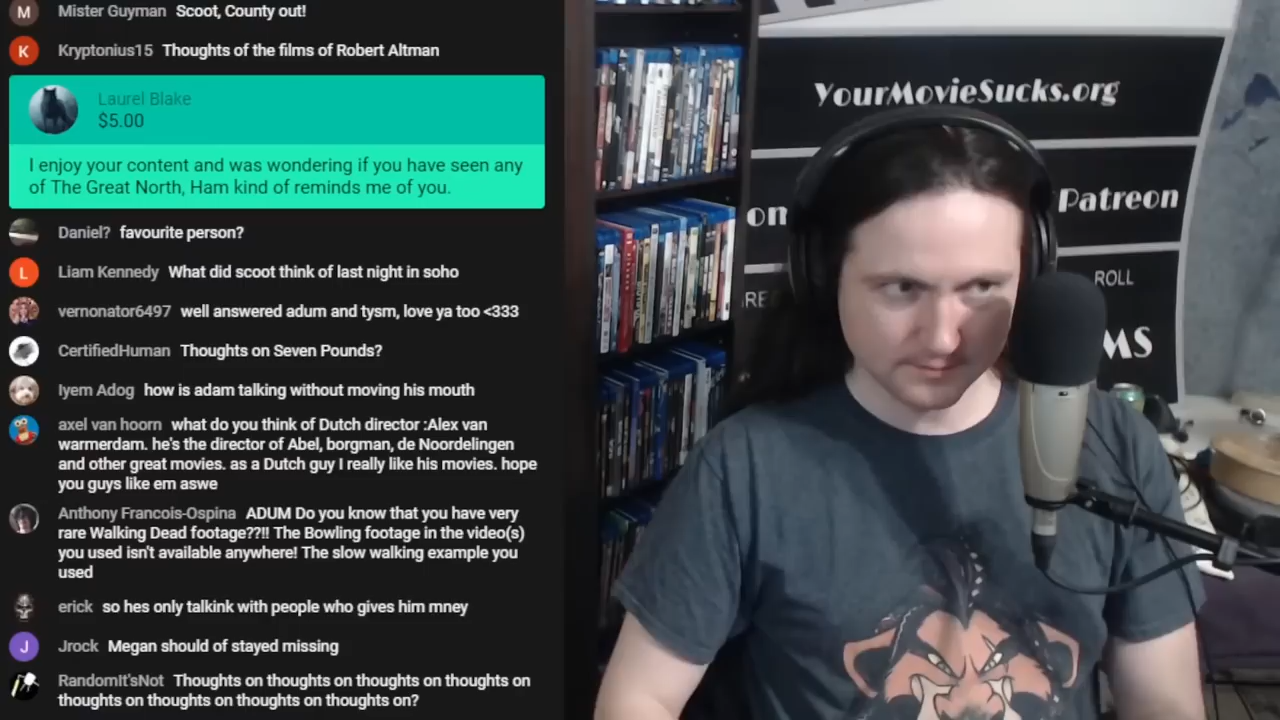 Mister Guyman Scoot, County out!
Kryptonius15 Thoughts of the films of Robert Altman
Laurel Blake
$5.00
I enjoy your content and was wondering if you have seen any
of The Great North, Ham kind of reminds me of you.
Daniel? favourite person?
Liam Kennedy What did scoot think of last night in soho
vernonator6497 well answered adum and tysm, love ya too <333
CertifiedHuman Thoughts on Seven Pounds?
Iyem Adog how is adam talking without moving his mouth
axel van hoorn what do you think of Dutch director :Alex van
warmerdam. he's the director of Abel, borgman, de Noordelingen
and other great movies. as a Dutch guy I really like his movies. hope
you guys like em aswe
Anthony Francois-Ospina ADUM Do you know that you have very
rare Walking Dead footage??!! The Bowling footage in the video(s)
you used isn't available anywhere! The slow walking example you
used
erick so hes only talkink with people who gives him mney
Jrock Megan should of stayed missing
RandomIt'sNot Thoughts on thoughts on thoughts on thoughts on
thoughts on thoughts on thoughts on thoughts on?
M
K
L
J
YourMovieSucks.org
on
Patreon
ROLL
MS